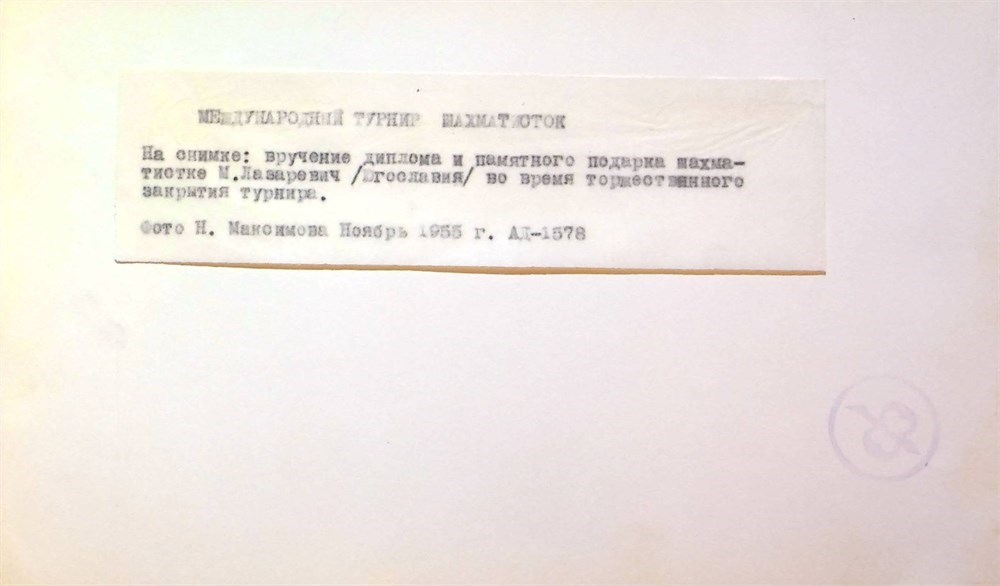 МЕЖДУНАРОДНЫЙ ТУРНИР ШАХМАТИСТОК
На снимке: вручение диплома и памятного подарка шахма-
тистке М.Лазаревич /Югославия/ во время торжественного
закрытия турнира.
Фото Н. Максимова Ноябрь 1955 г. АД-1578